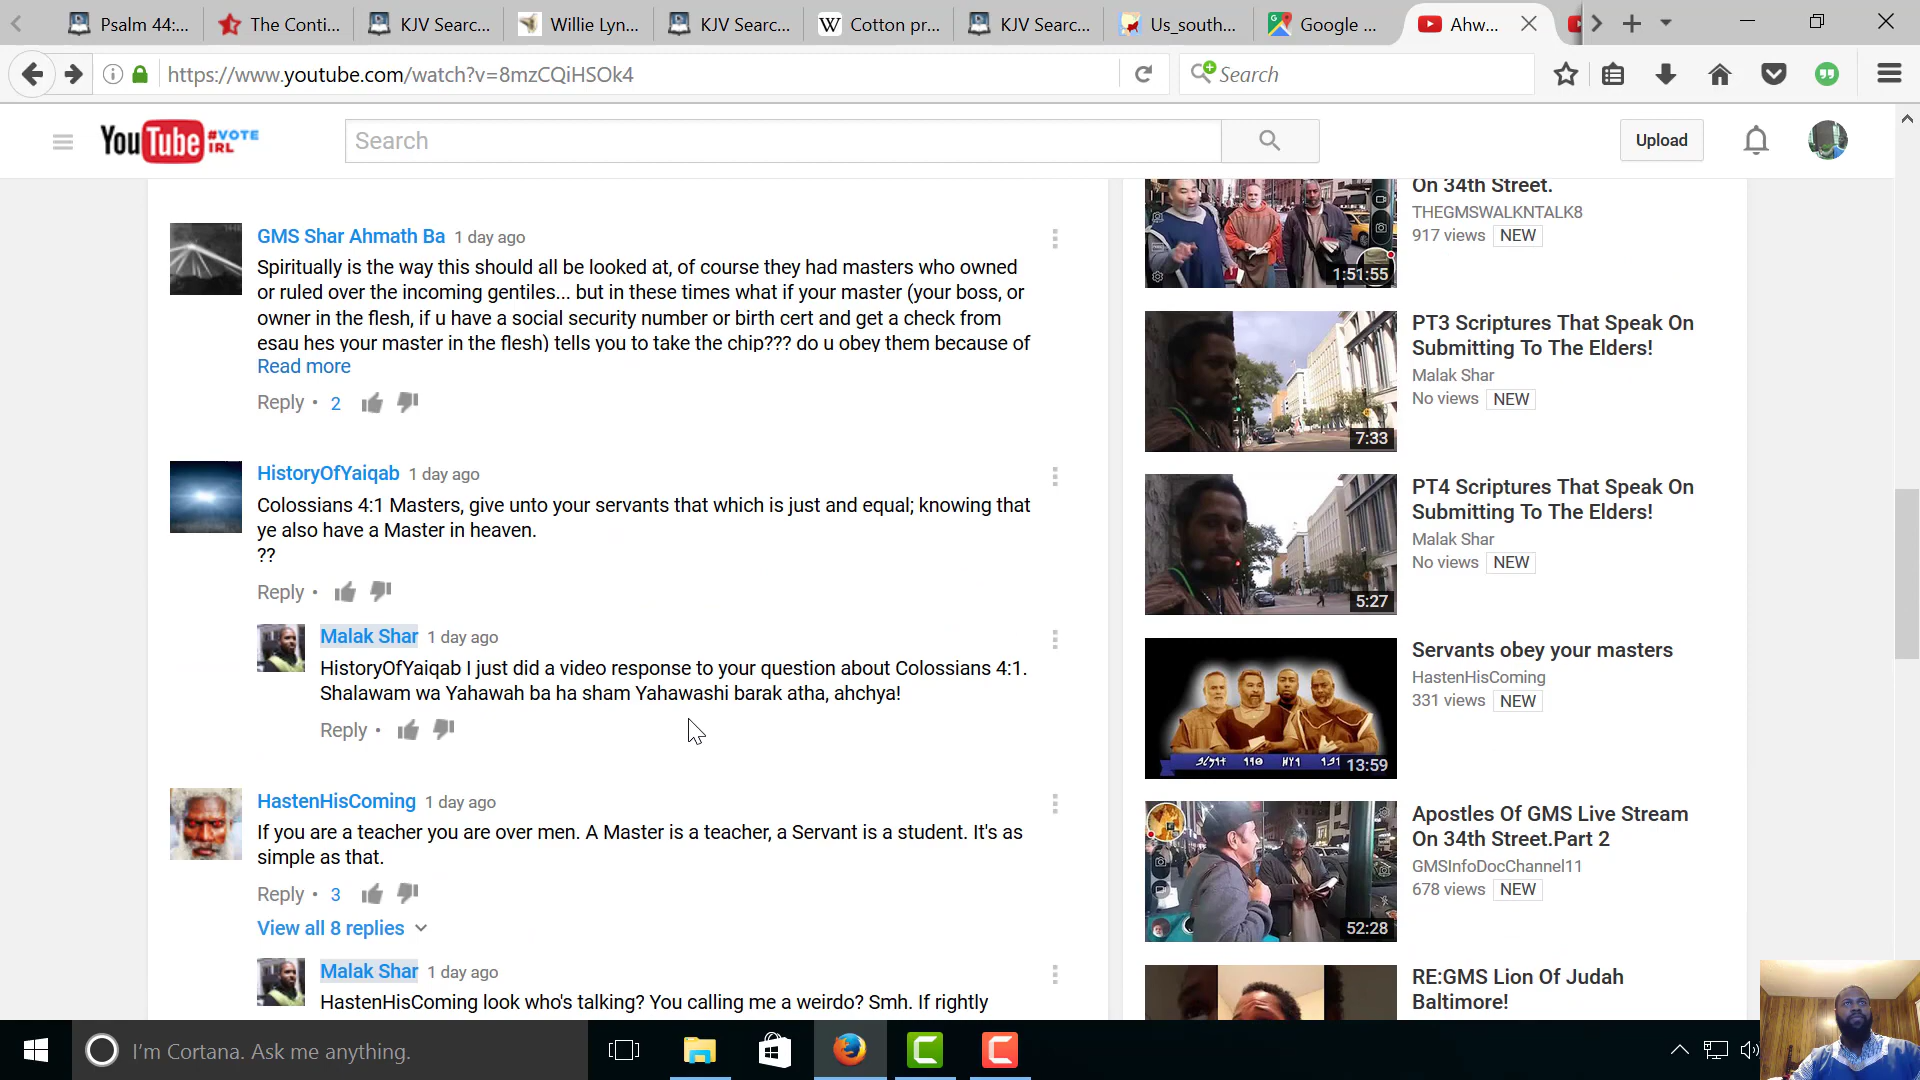 Psalm 44:...
The Conti...
KJV Searc...
Willie Lyn...
KJV Searc...
Cotton pr...
KJV Searc...
Us_south...
Google ...
Ahw...
https://www.youtube.com/watch?v=8mzCQiHSOk4
Search
YouTube #VOTE IRL
Search
Upload
GMS Shar Ahmath Ba 1 day ago
Spiritually is the way this should all be looked at, of course they had masters who owned
or ruled over the incoming gentiles... but in these times what if your master (your boss, or
owner in the flesh, if u have a social security number or birth cert and get a check from
esau hes your master in the flesh) tells you to take the chip??? do u obey them because of
Read more
Reply • 2
HistoryOfYaiqab 1 day ago
Colossians 4:1 Masters, give unto your servants that which is just and equal; knowing that
ye also have a Master in heaven.
??
Reply •
Malak Shar 1 day ago
HistoryOfYaiqab I just did a video response to your question about Colossians 4:1.
Shalawam wa Yahawah ba ha sham Yahawashi barak atha, ahchya!
Reply •
HastenHisComing 1 day ago
If you are a teacher you are over men. A Master is a teacher, a Servant is a student. It's as
simple as that.
Reply • 3
View all 8 replies
Malak Shar 1 day ago
HastenHisComing look who's talking? You calling me a weirdo? Smh. If rightly
On 34th Street.
THEGMSWALKNTALK8
917 views NEW
1:51:55
PT3 Scriptures That Speak On
Submitting To The Elders!
Malak Shar
No views NEW
7:33
PT4 Scriptures That Speak On
Submitting To The Elders!
Malak Shar
No views NEW
5:27
Servants obey your masters
HastenHisComing
331 views NEW
13:59
Apostles Of GMS Live Stream
On 34th Street.Part 2
GMSInfoDocChannel11
678 views NEW
52:28
RE:GMS Lion Of Judah
Baltimore!
I'm Cortana. Ask me anything.